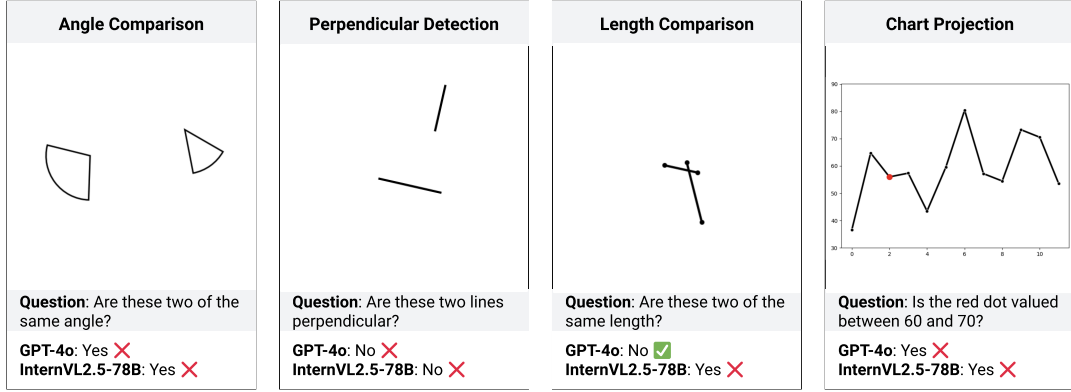 Angle Comparison
Question: Are these two of the
same angle?
GPT-4o: Yes ❌
InternVL2.5-78B: Yes ❌
Perpendicular Detection
Question: Are these two lines
perpendicular?
GPT-4o: No ❌
InternVL2.5-78B: No ❌
Length Comparison
Question: Are these two of the
same length?
GPT-4o: No ✅
InternVL2.5-78B: Yes ❌
Chart Projection
90
80
70
60
50
40
30
0 2 4 6 8 10
Question: Is the red dot valued
between 60 and 70?
GPT-4o: Yes ❌
InternVL2.5-78B: Yes ❌